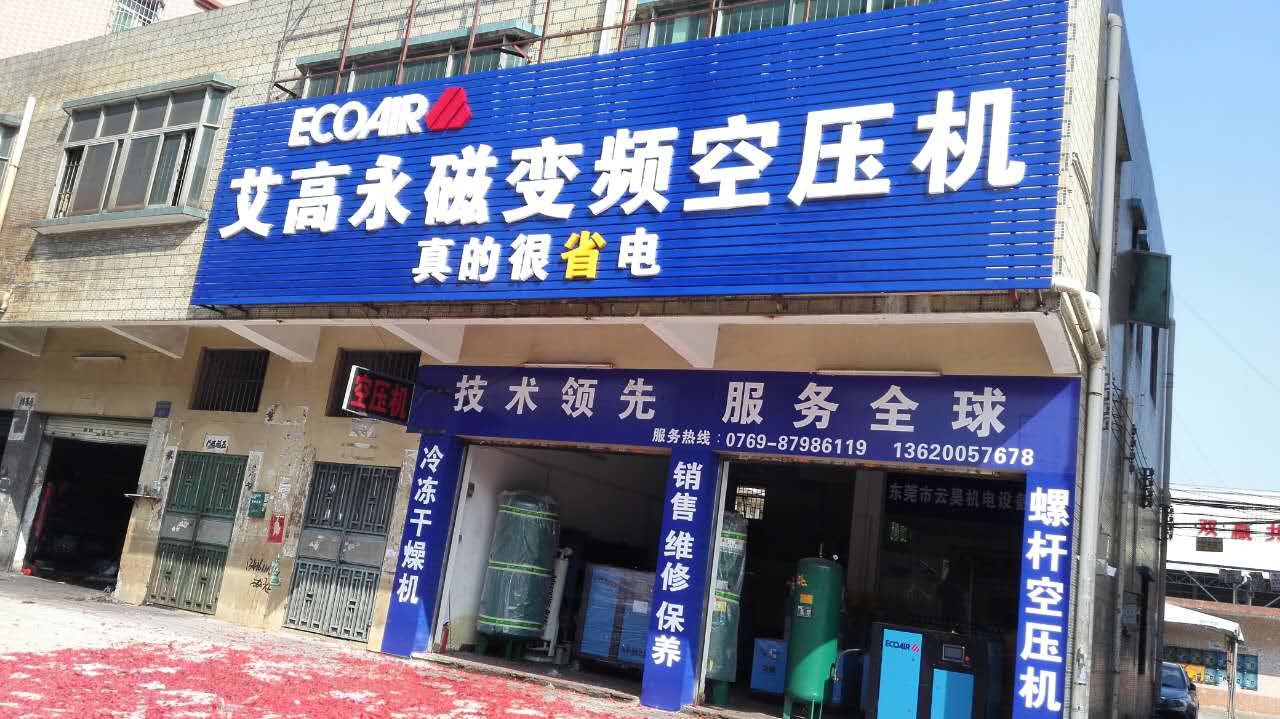 ECOAIR
艾高永磁变频空压机
真的很省电
空压机
技术领先 服务全球
服务热线：0769-87986119 13620057678
冷冻干燥机
销售维修保养
东莞市云昊机电设
螺杆空压机
ECOAIR
双赢